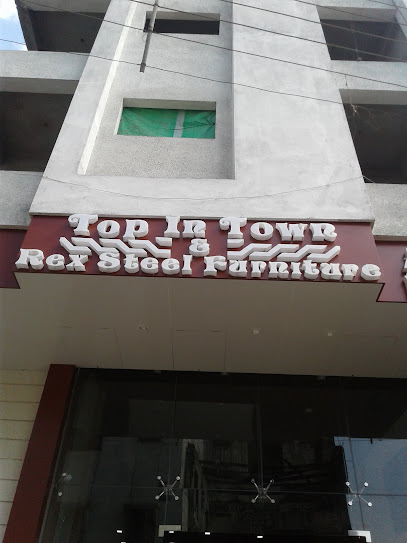 Top In Town
&
Rex Steel Furniture